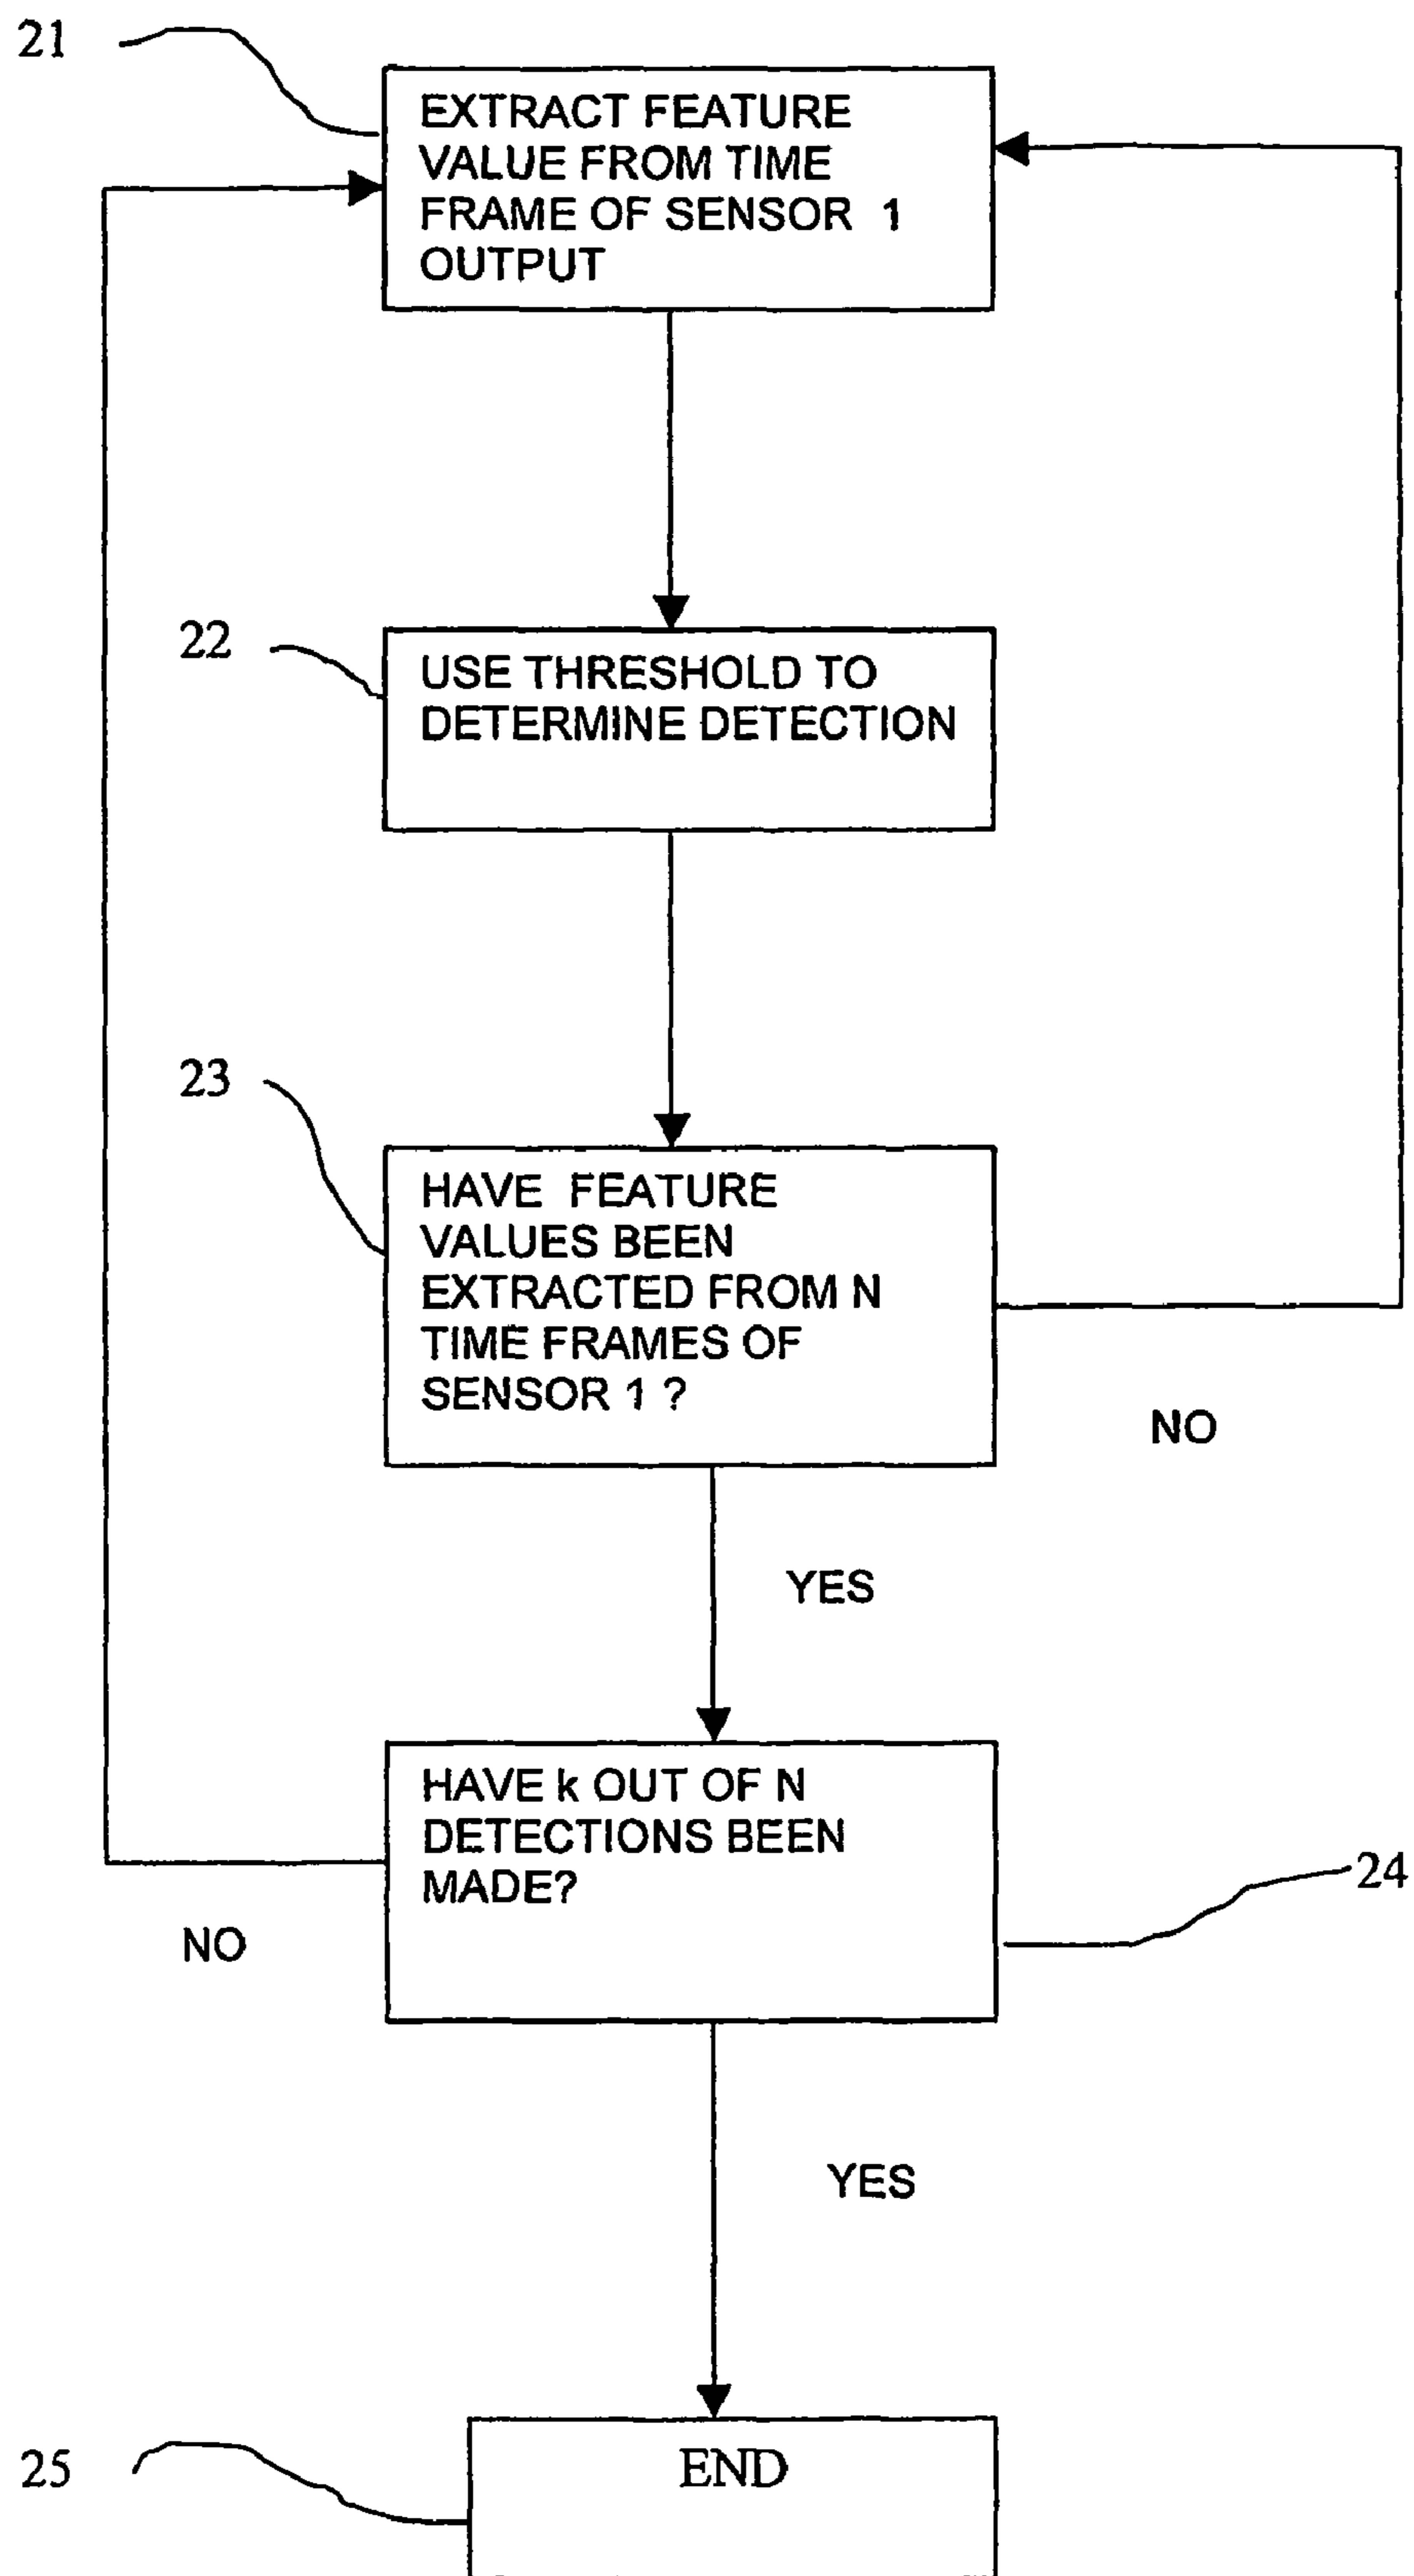 21
EXTRACT FEATURE
VALUE FROM TIME
FRAME OF SENSOR 1
OUTPUT
22
USE THRESHOLD TO
DETERMINE DETECTION
23
HAVE FEATURE
VALUES BEEN
EXTRACTED FROM N
TIME FRAMES OF
SENSOR 1 ?
NO
YES
HAVE k OUT OF N
DETECTIONS BEEN
MADE?
24
NO
YES
25
END